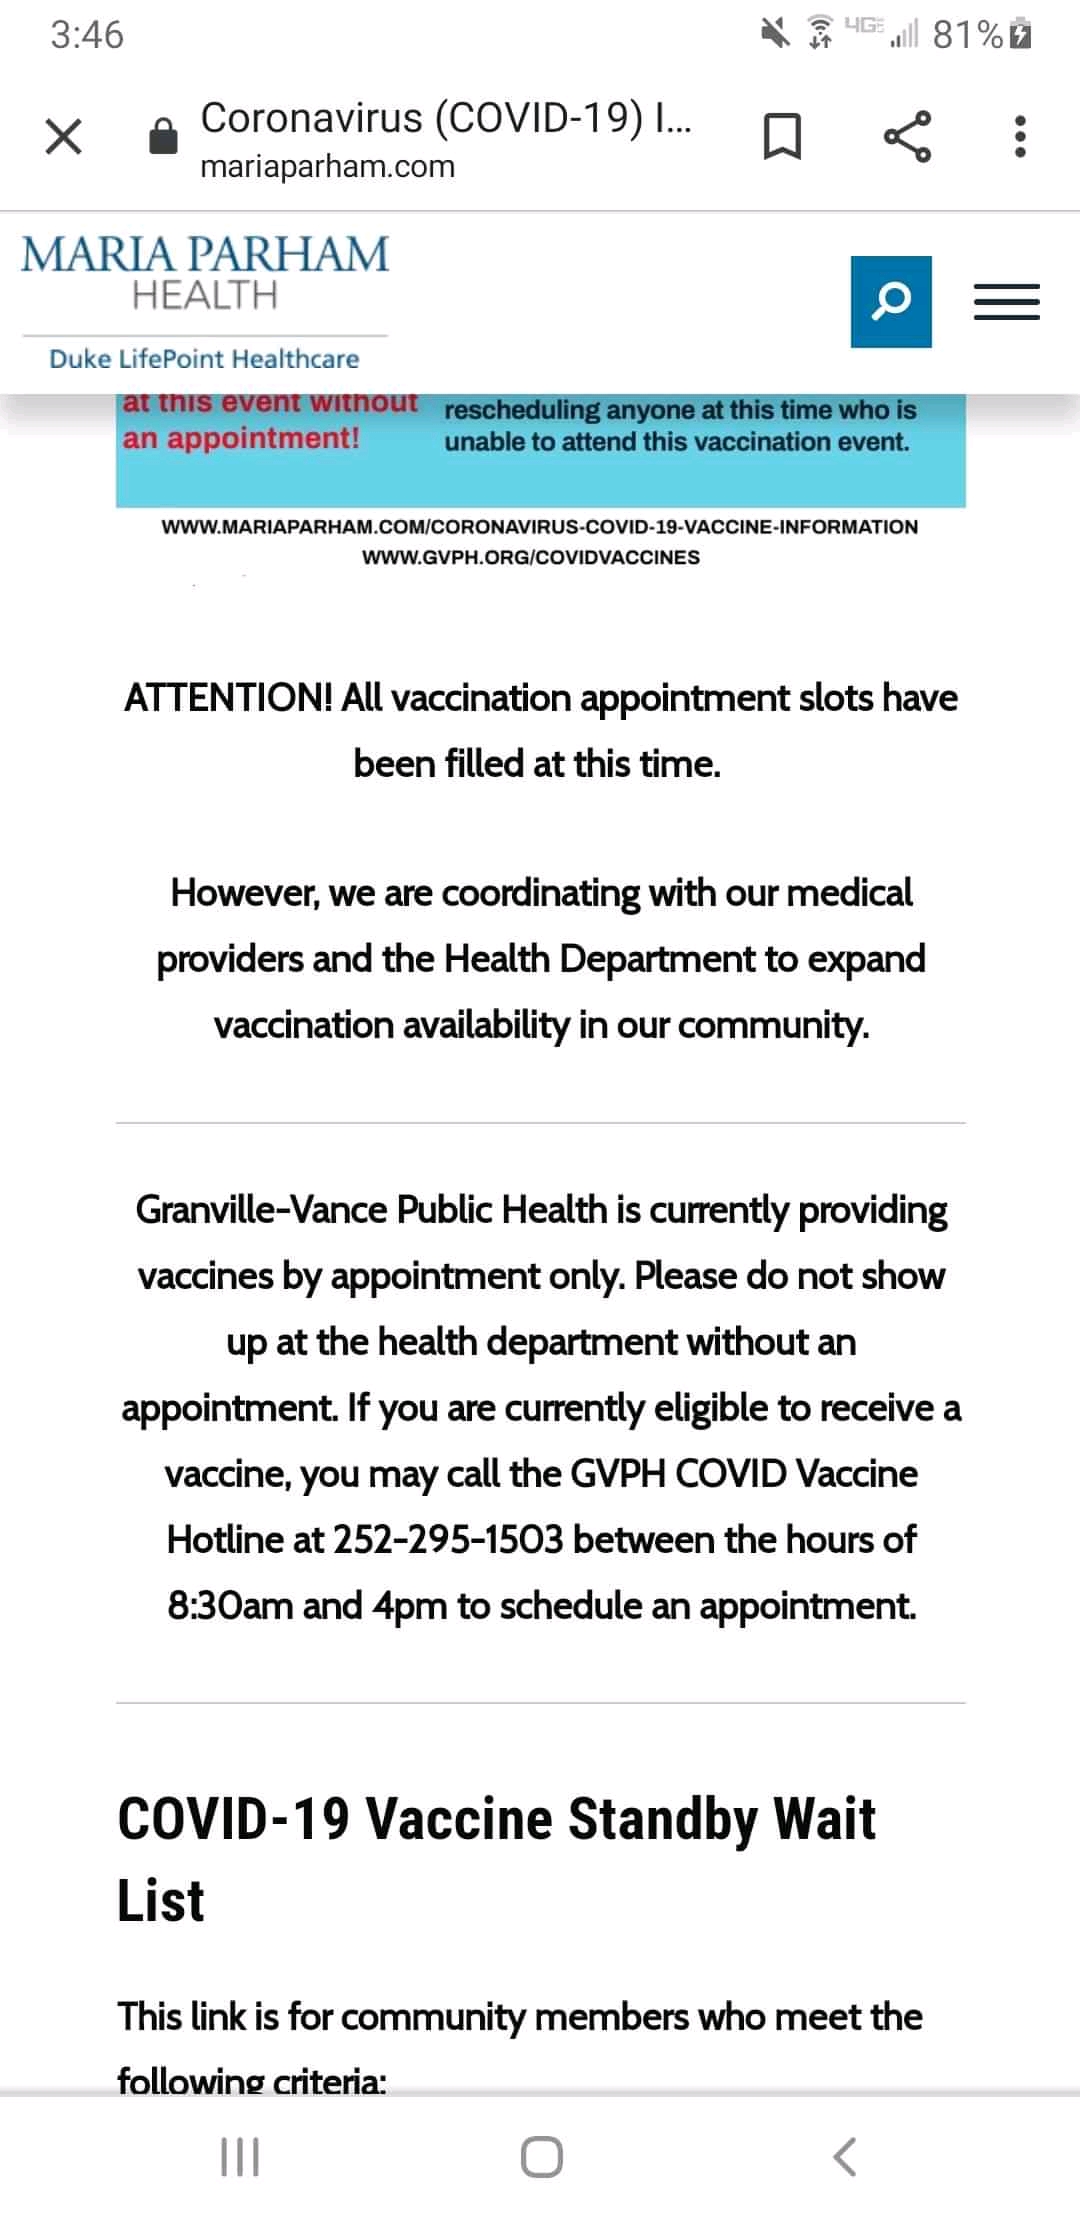 3:46
4GE
81%
Coronavirus (COVID-19) I...
mariaparham.com
MARIA PARHAM
HEALTH
Duke LifePoint Healthcare
at this event without
an appointment!
rescheduling anyone at this time who is
unable to attend this vaccination event.
WWW.MARIAPARHAM.COM/CORONAVIRUS-COVID-19-VACCINE-INFORMATION
WWW.GVPH.ORG/COVIDVACCINES
ATTENTION! All vaccination appointment slots have
been filled at this time.
However, we are coordinating with our medical
providers and the Health Department to expand
vaccination availability in our community.
Granville-Vance Public Health is currently providing
vaccines by appointment only. Please do not show
up at the health department without an
appointment. If you are currently eligible to receive a
vaccine, you may call the GVPH COVID Vaccine
Hotline at 252-295-1503 between the hours of
8:30am and 4pm to schedule an appointment.
COVID-19 Vaccine Standby Wait
List
This link is for community members who meet the
following criteria: